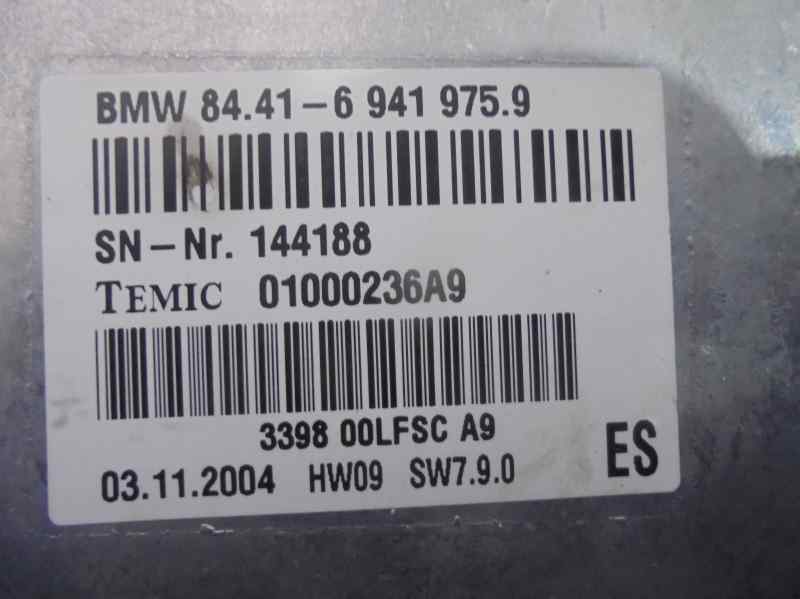 BMW 84.41-6 941 975.9
SN-Nr. 144188
TEMIC 01000236A9
3398 00LFSC A9
03.11.2004 HW09 SW7.9.0 ES